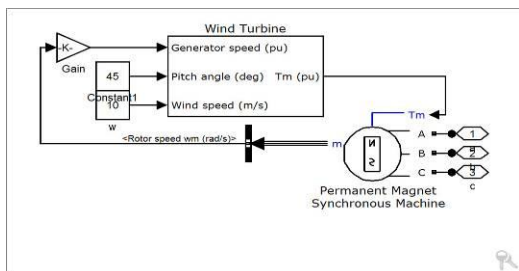 Wind Turbine
-K-
Gain
Generator speed (pu)
45
Pitch angle (deg)
Tm (pu)
Constant1
10
Wind speed (m/s)
w
<Rotor speed wm (rad/s)>
Tm
m
N
S
A
1
B
2
C
3
c
Permanent Magnet
Synchronous Machine